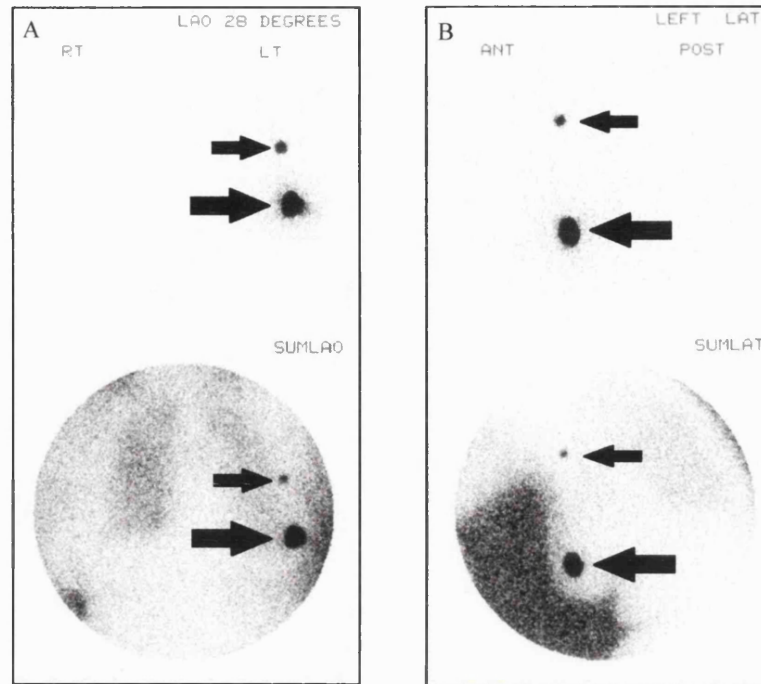 A
LAO 28 DEGREES
RT LT
SUMLAO
B
LEFT LAT
ANT POST
SUMLAT